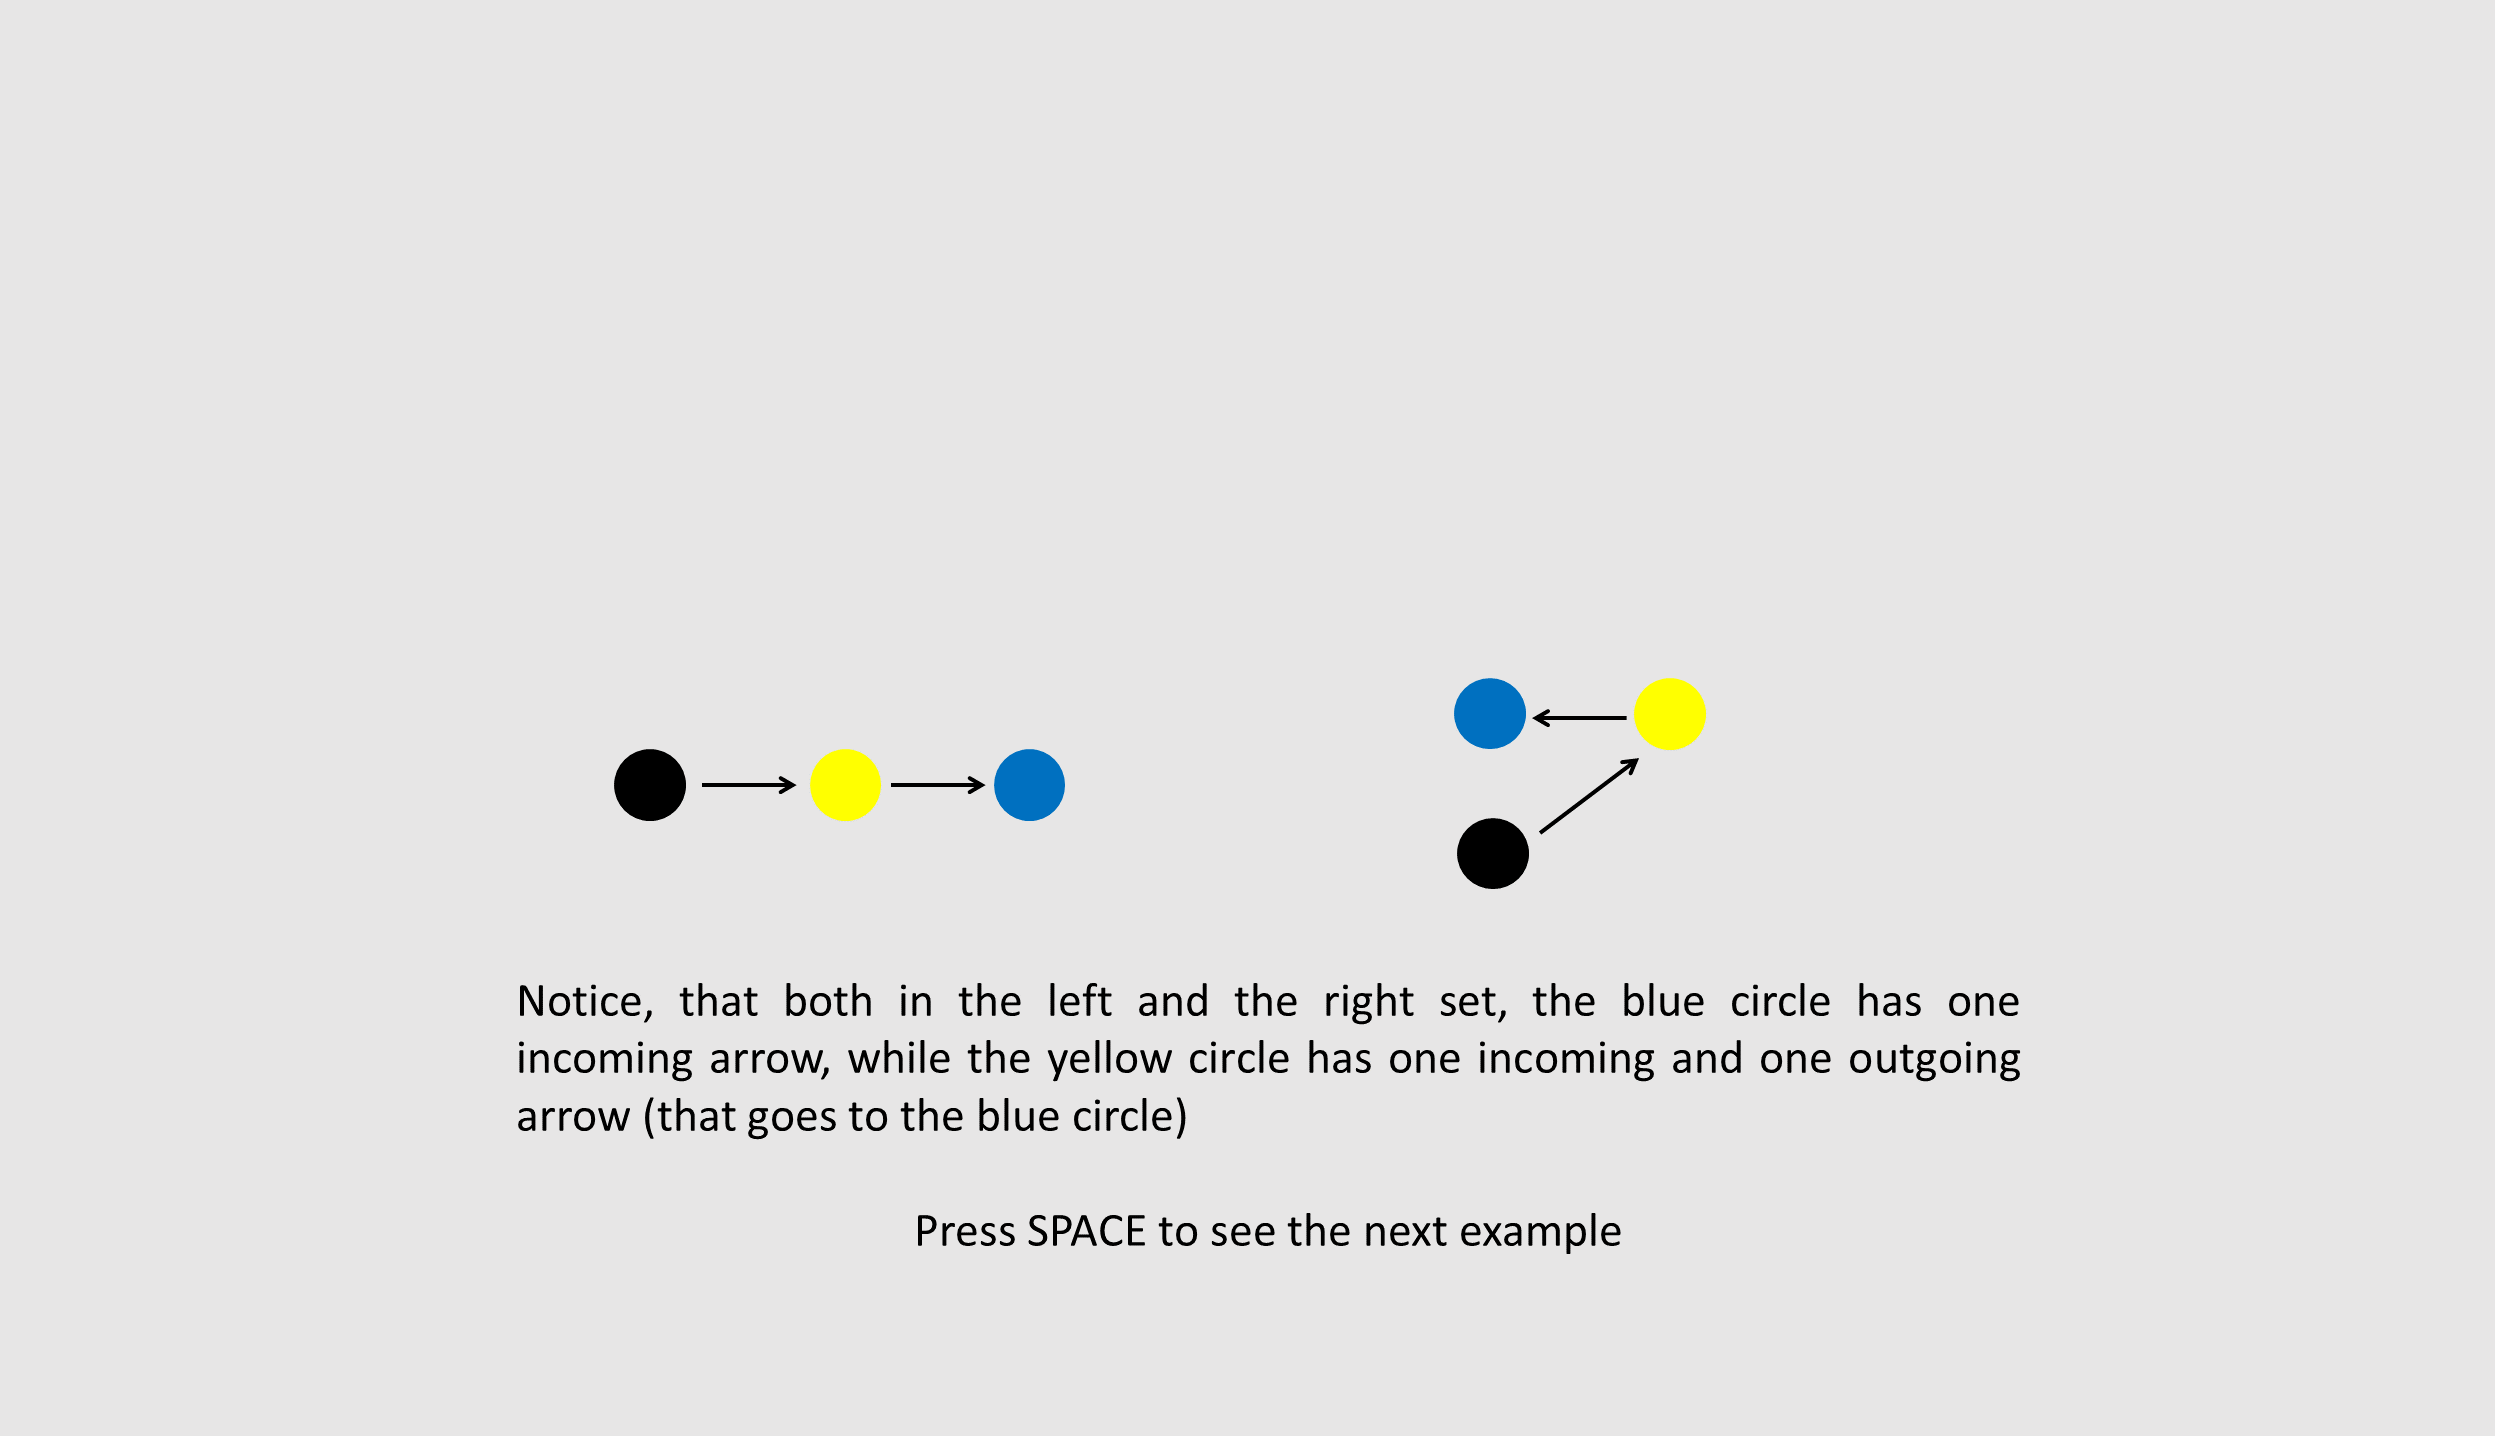 Notice, that both in the left and the right set, the blue circle has one
incoming arrow, while the yellow circle has one incoming and one outgoing
arrow (that goes to the blue circle)
Press SPACE to see the next example